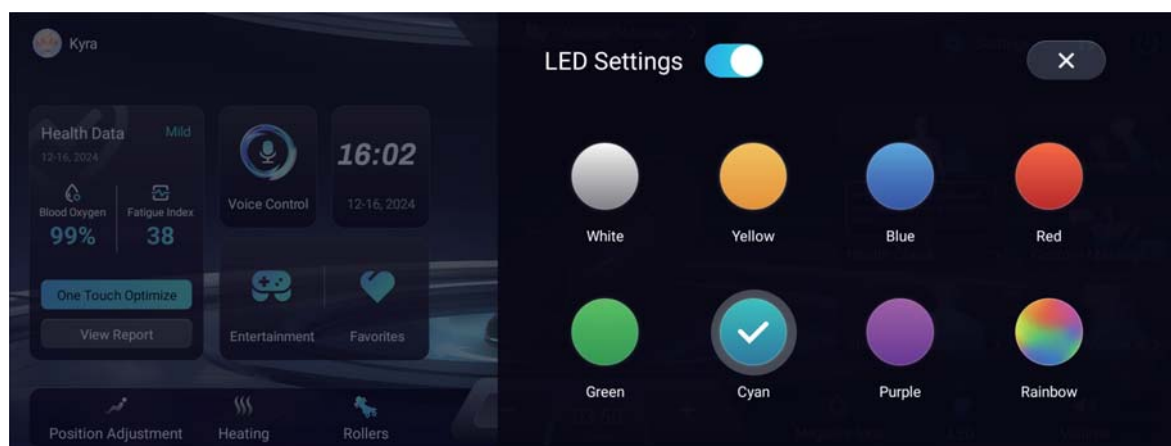 Kyra
LED Settings
Health Data Mild
12-16, 2024
Blood Oxygen Fatigue Index
99% 38
One Touch Optimize
View Report
Voice Control
16:02
12-16, 2024
Entertainment Favorites
White Yellow Blue Red
Green Cyan Purple Rainbow
Position Adjustment Heating Rollers